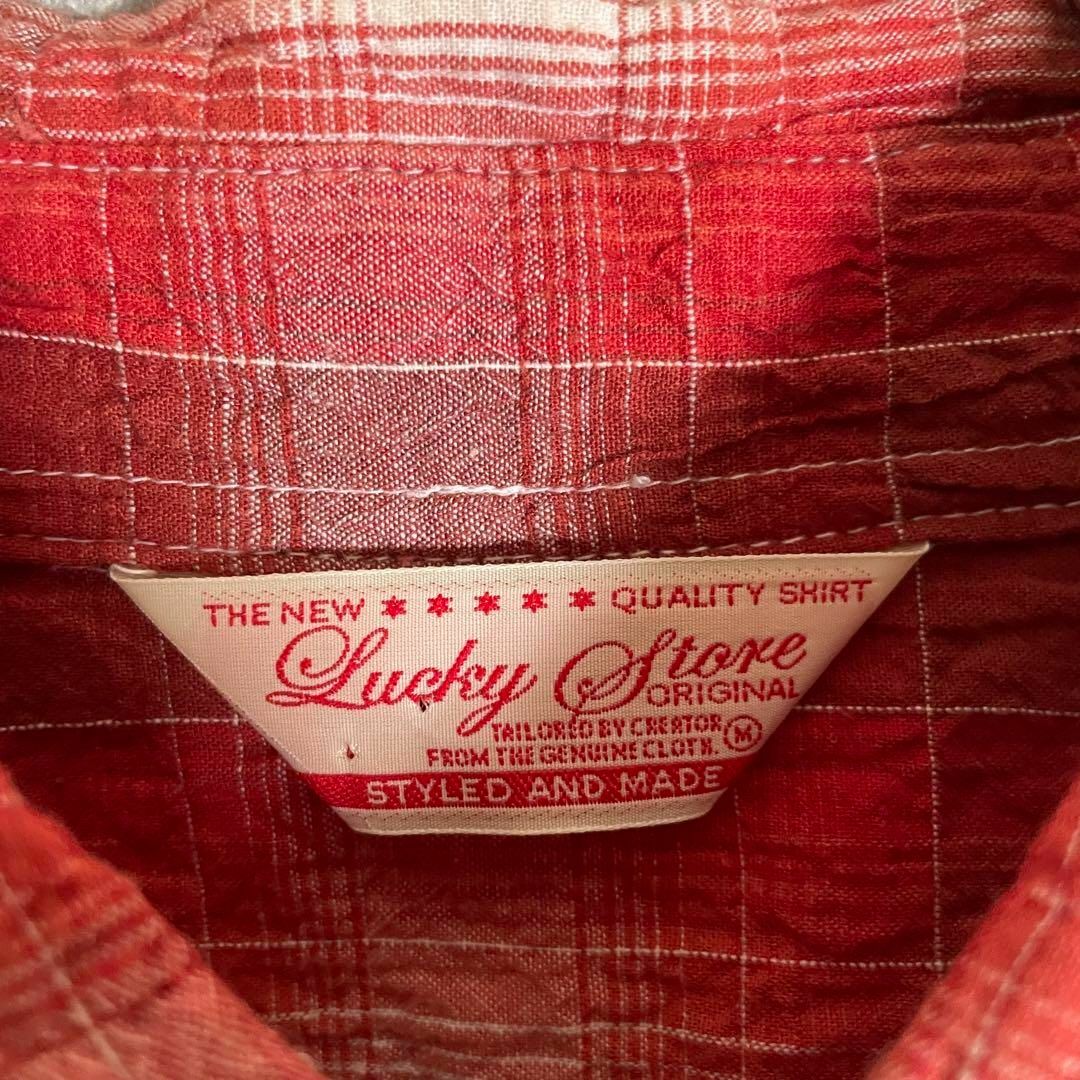 THE NEW ✲ ✲ ✲ ✲ ✲ QUALITY SHIRT
Lucky Store
ORIGINAL
TAILORED BY CREATOR
FROM THE GENUINE CLOTH. M
STYLED AND MADE